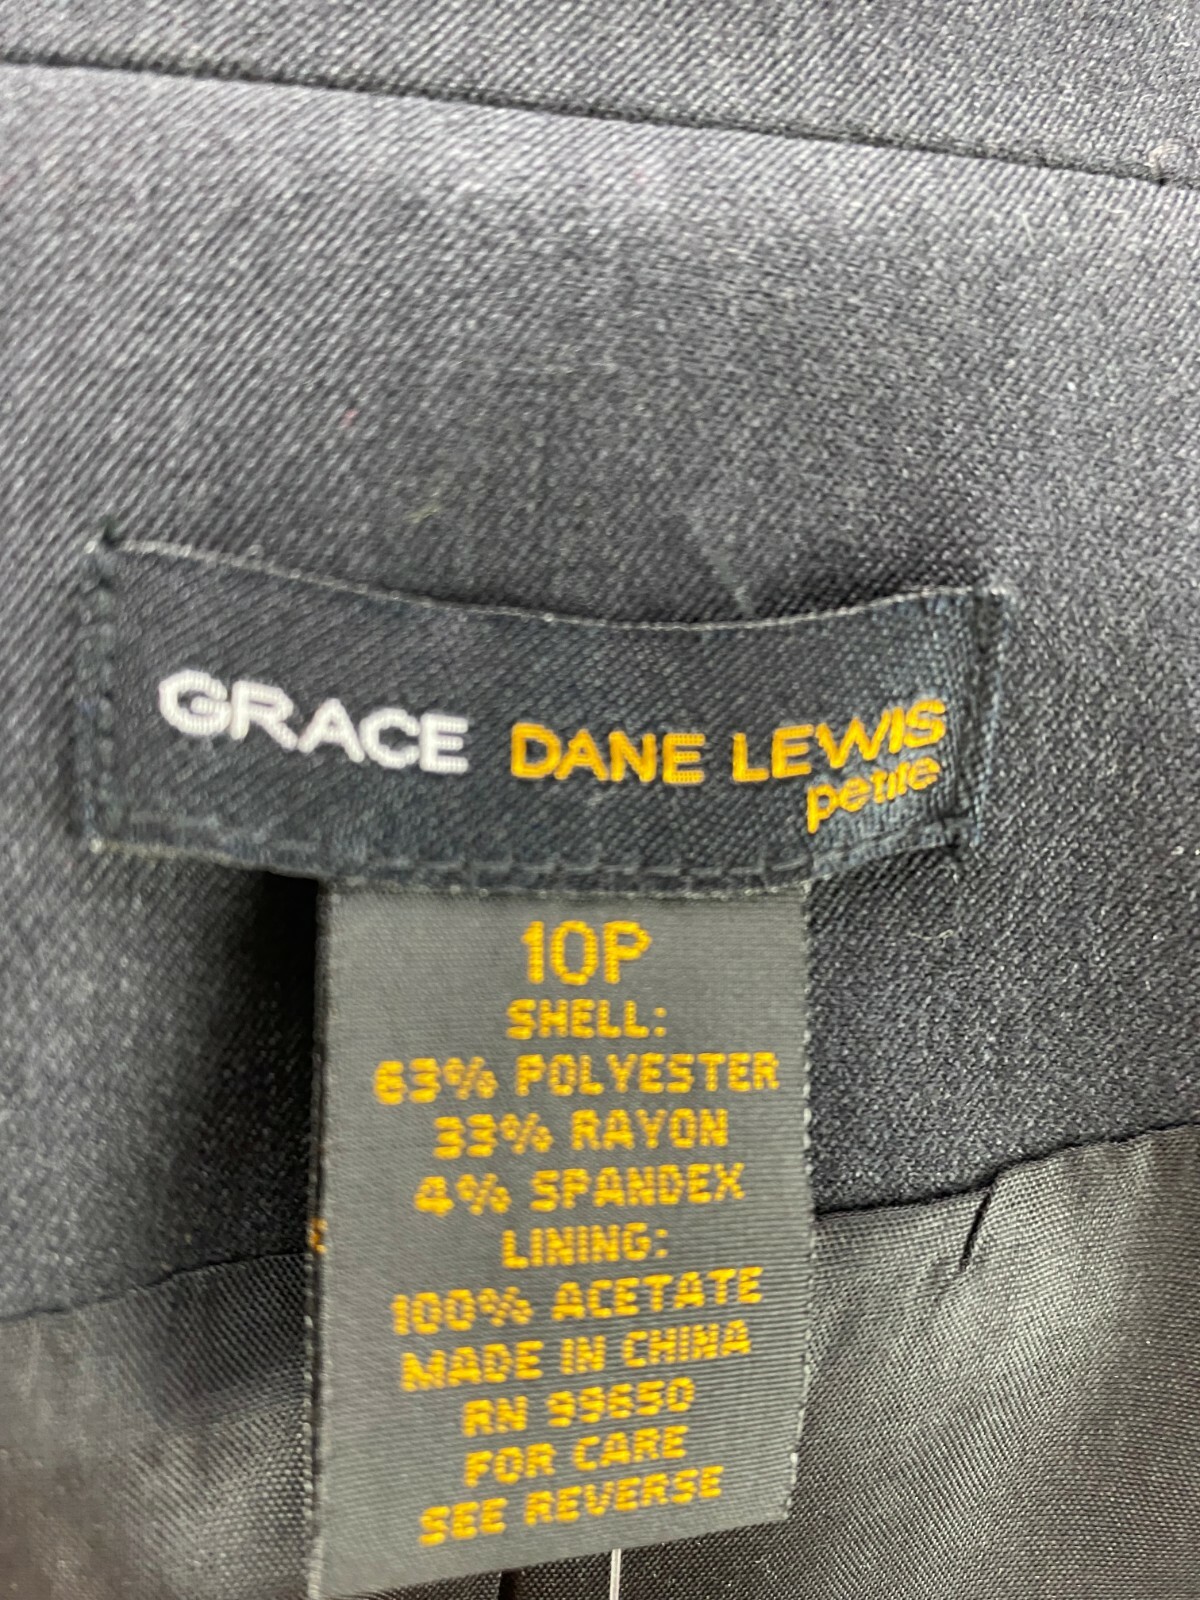 GRACE DANE LEWIS
petite
10P
SHELL:
63% POLYESTER
33% RAYON
4% SPANDEX
LINING:
100% ACETATE
MADE IN CHINA
RN 99650
FOR CARE
SEE REVERSE